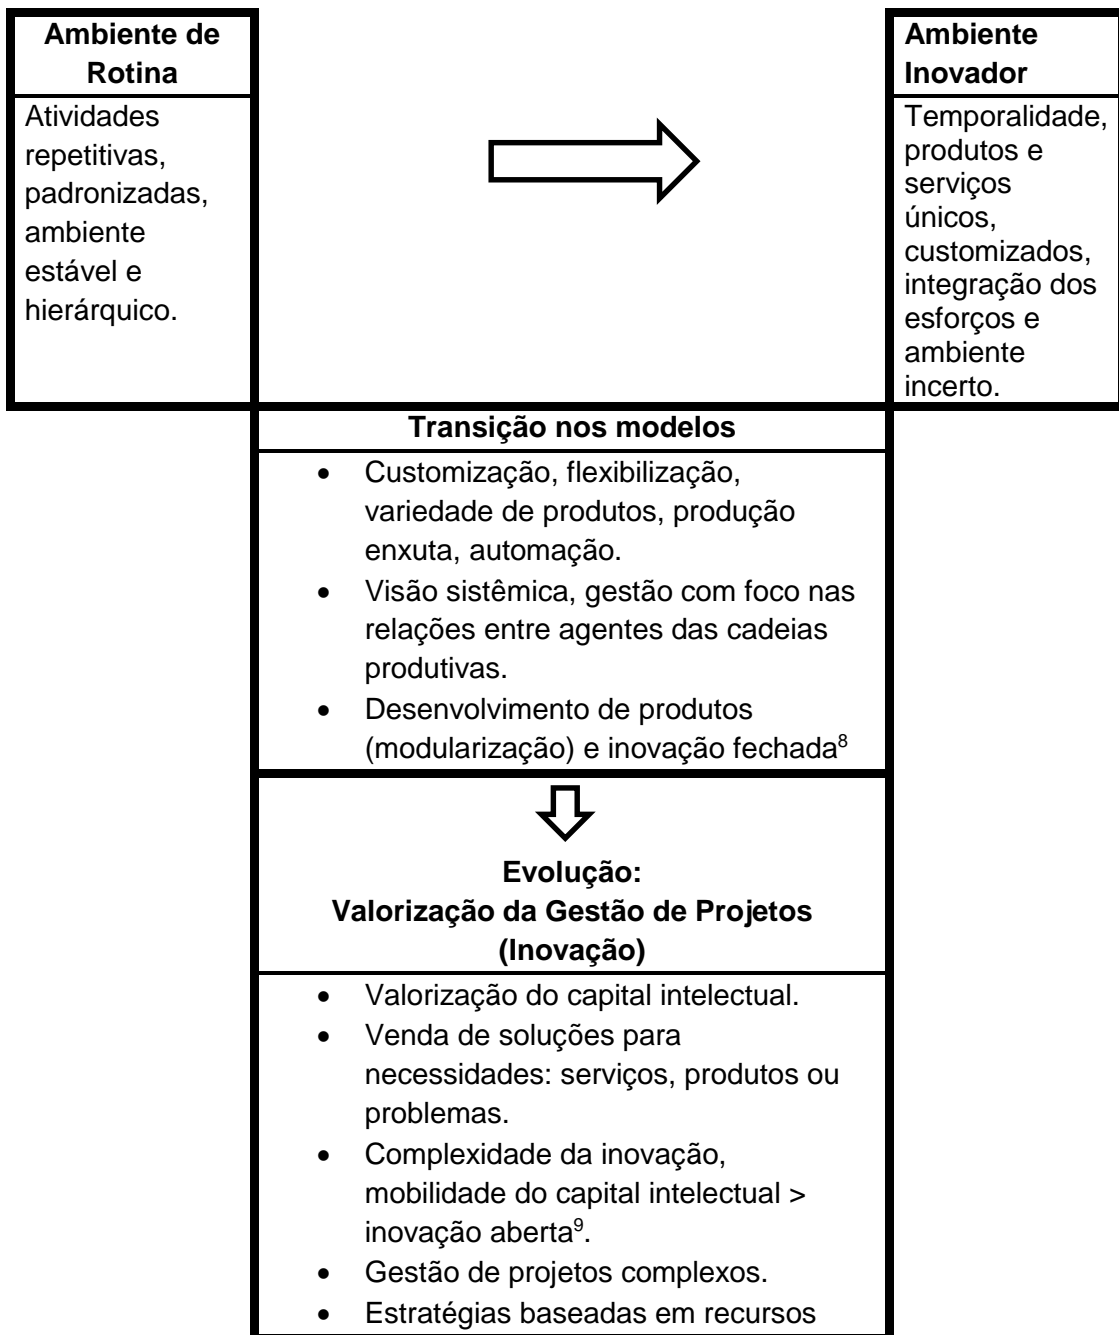 Ambiente de
Rotina
Atividades
repetitivas,
padronizadas,
ambiente
estável e
hierárquico.
Ambiente
Inovador
Temporalidade,
produtos e
serviços
únicos,
customizados,
integração dos
esforços e
ambiente
incerto.
Transição nos modelos
• Customização, flexibilização,
variedade de produtos, produção
enxuta, automação.
• Visão sistêmica, gestão com foco nas
relações entre agentes das cadeias
produtivas.
• Desenvolvimento de produtos
(modularização) e inovação fechada⁸
Evolução:
Valorização da Gestão de Projetos
(Inovação)
• Valorização do capital intelectual.
• Venda de soluções para
necessidades: serviços, produtos ou
problemas.
• Complexidade da inovação,
mobilidade do capital intelectual >
inovação aberta⁹.
• Gestão de projetos complexos.
• Estratégias baseadas em recursos